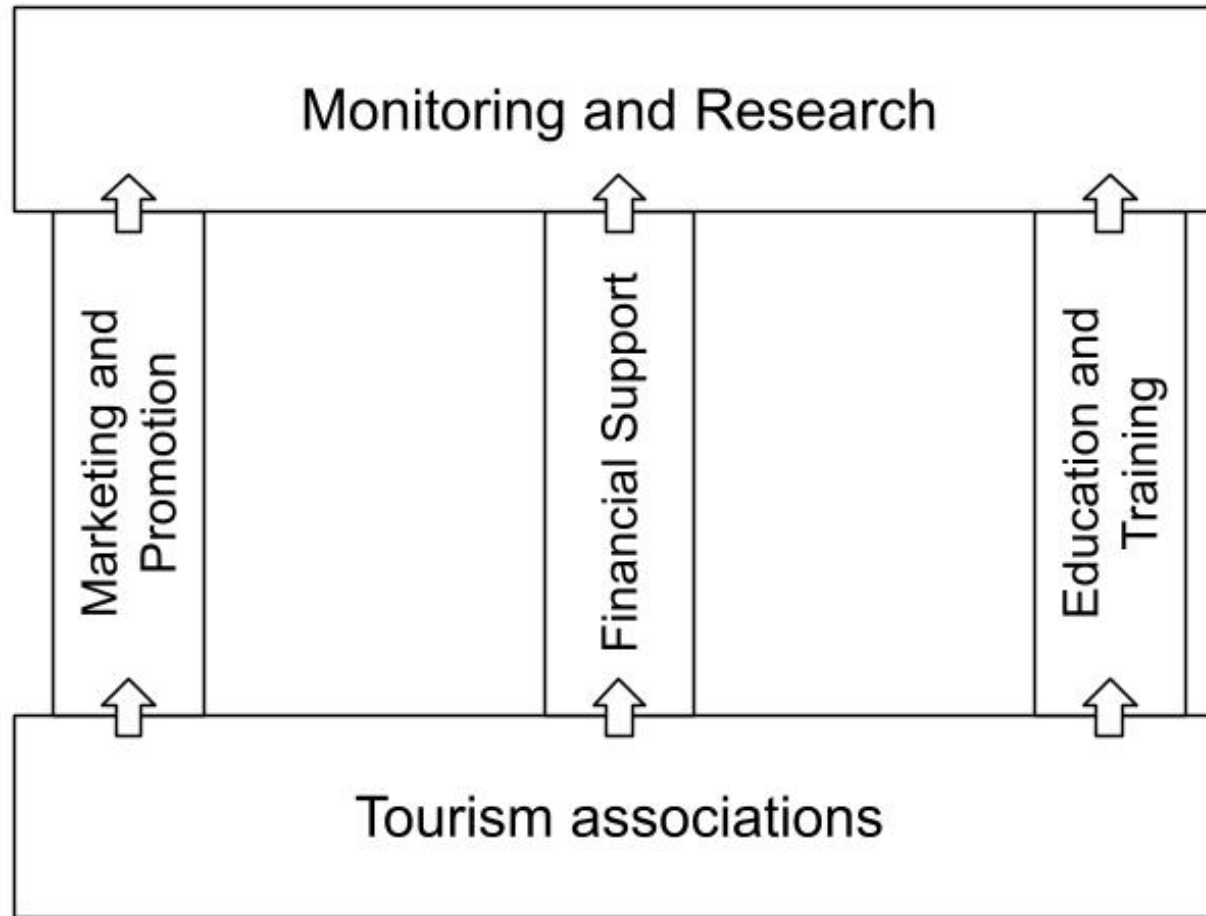 Monitoring and Research
Marketing and
Promotion
Financial Support
Education and
Training
Tourism associations